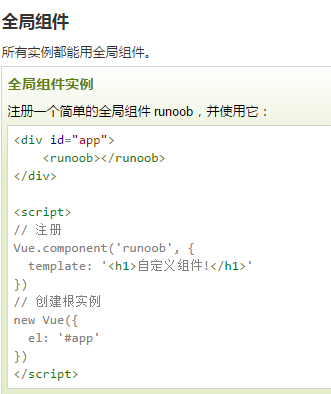 全局组件
所有实例都能用全局组件。
全局组件实例
注册一个简单的全局组件 runoob，并使用它：
<div id="app">
    <runoob></runoob>
</div>

<script>
// 注册
Vue.component('runoob', {
  template: '<h1>自定义组件!</h1>'
})
// 创建根实例
new Vue({
  el: '#app'
})
</script>